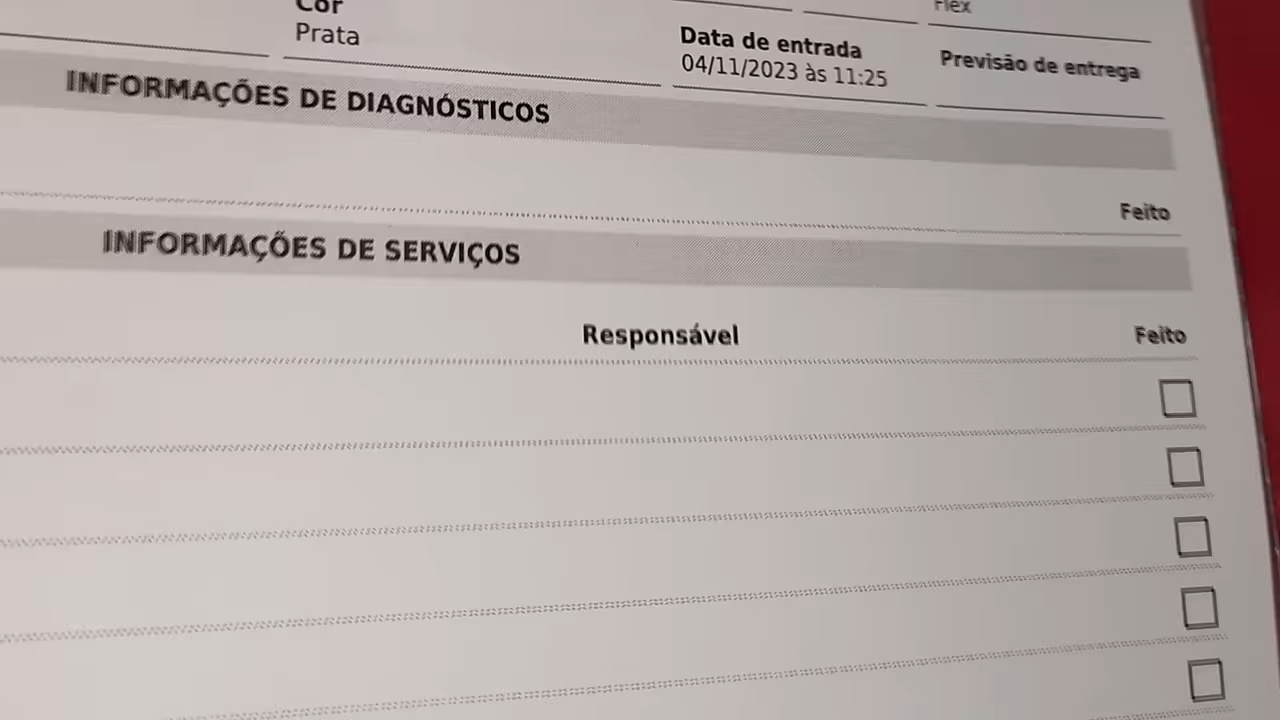 Cor
Flex
Prata
Data de entrada
04/11/2023 às 11:25
Previsão de entrega
INFORMAÇÕES DE DIAGNÓSTICOS
Feito
INFORMAÇÕES DE SERVIÇOS
Responsável
Feito